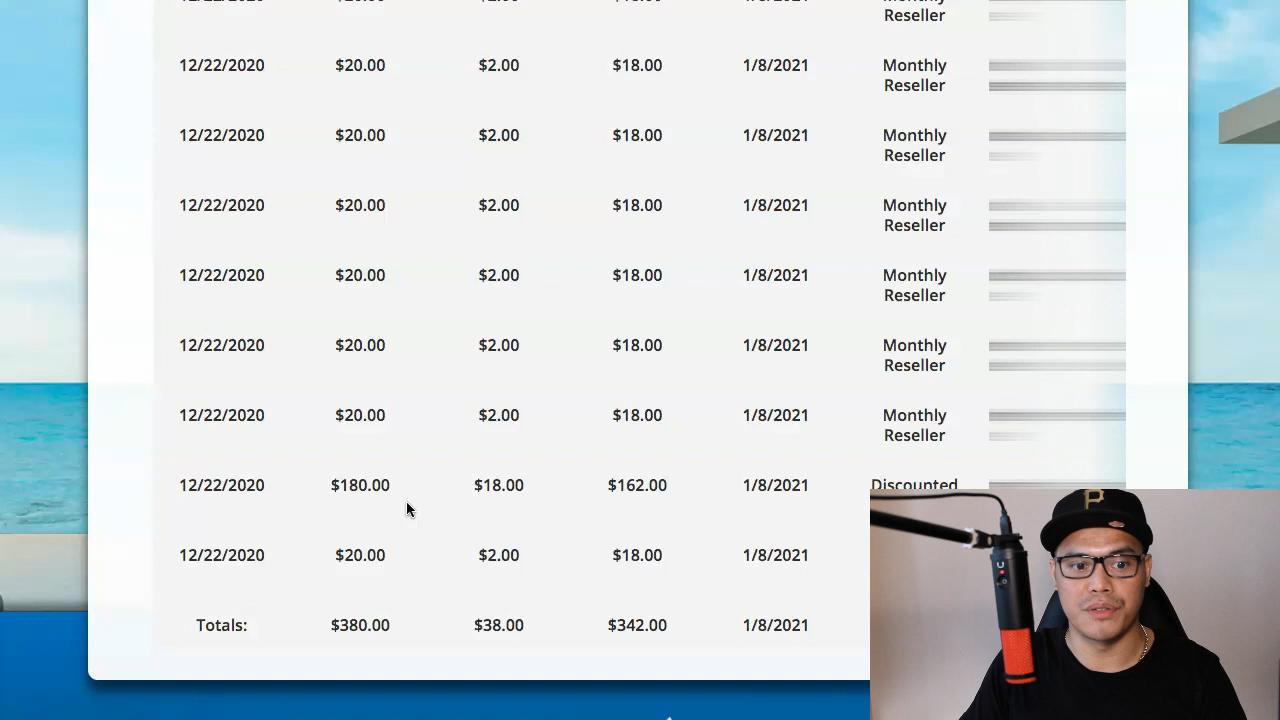 Reseller
12/22/2020 $20.00 $2.00 $18.00 1/8/2021 Monthly
Reseller
12/22/2020 $20.00 $2.00 $18.00 1/8/2021 Monthly
Reseller
12/22/2020 $20.00 $2.00 $18.00 1/8/2021 Monthly
Reseller
12/22/2020 $20.00 $2.00 $18.00 1/8/2021 Monthly
Reseller
12/22/2020 $20.00 $2.00 $18.00 1/8/2021 Monthly
Reseller
12/22/2020 $20.00 $2.00 $18.00 1/8/2021 Monthly
Reseller
12/22/2020 $180.00 $18.00 $162.00 1/8/2021 Discounted
12/22/2020 $20.00 $2.00 $18.00 1/8/2021
Totals: $380.00 $38.00 $342.00 1/8/2021
P